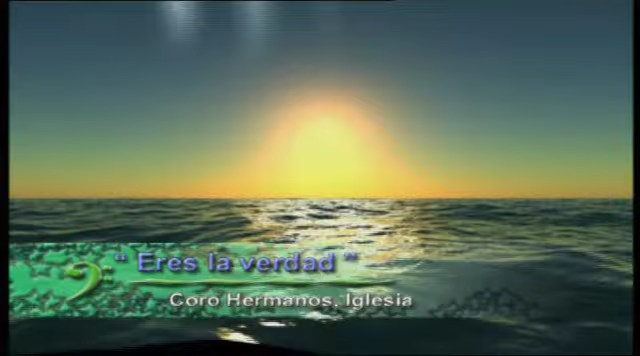 " Eres la verdad "
Coro Hermanos, Iglesia